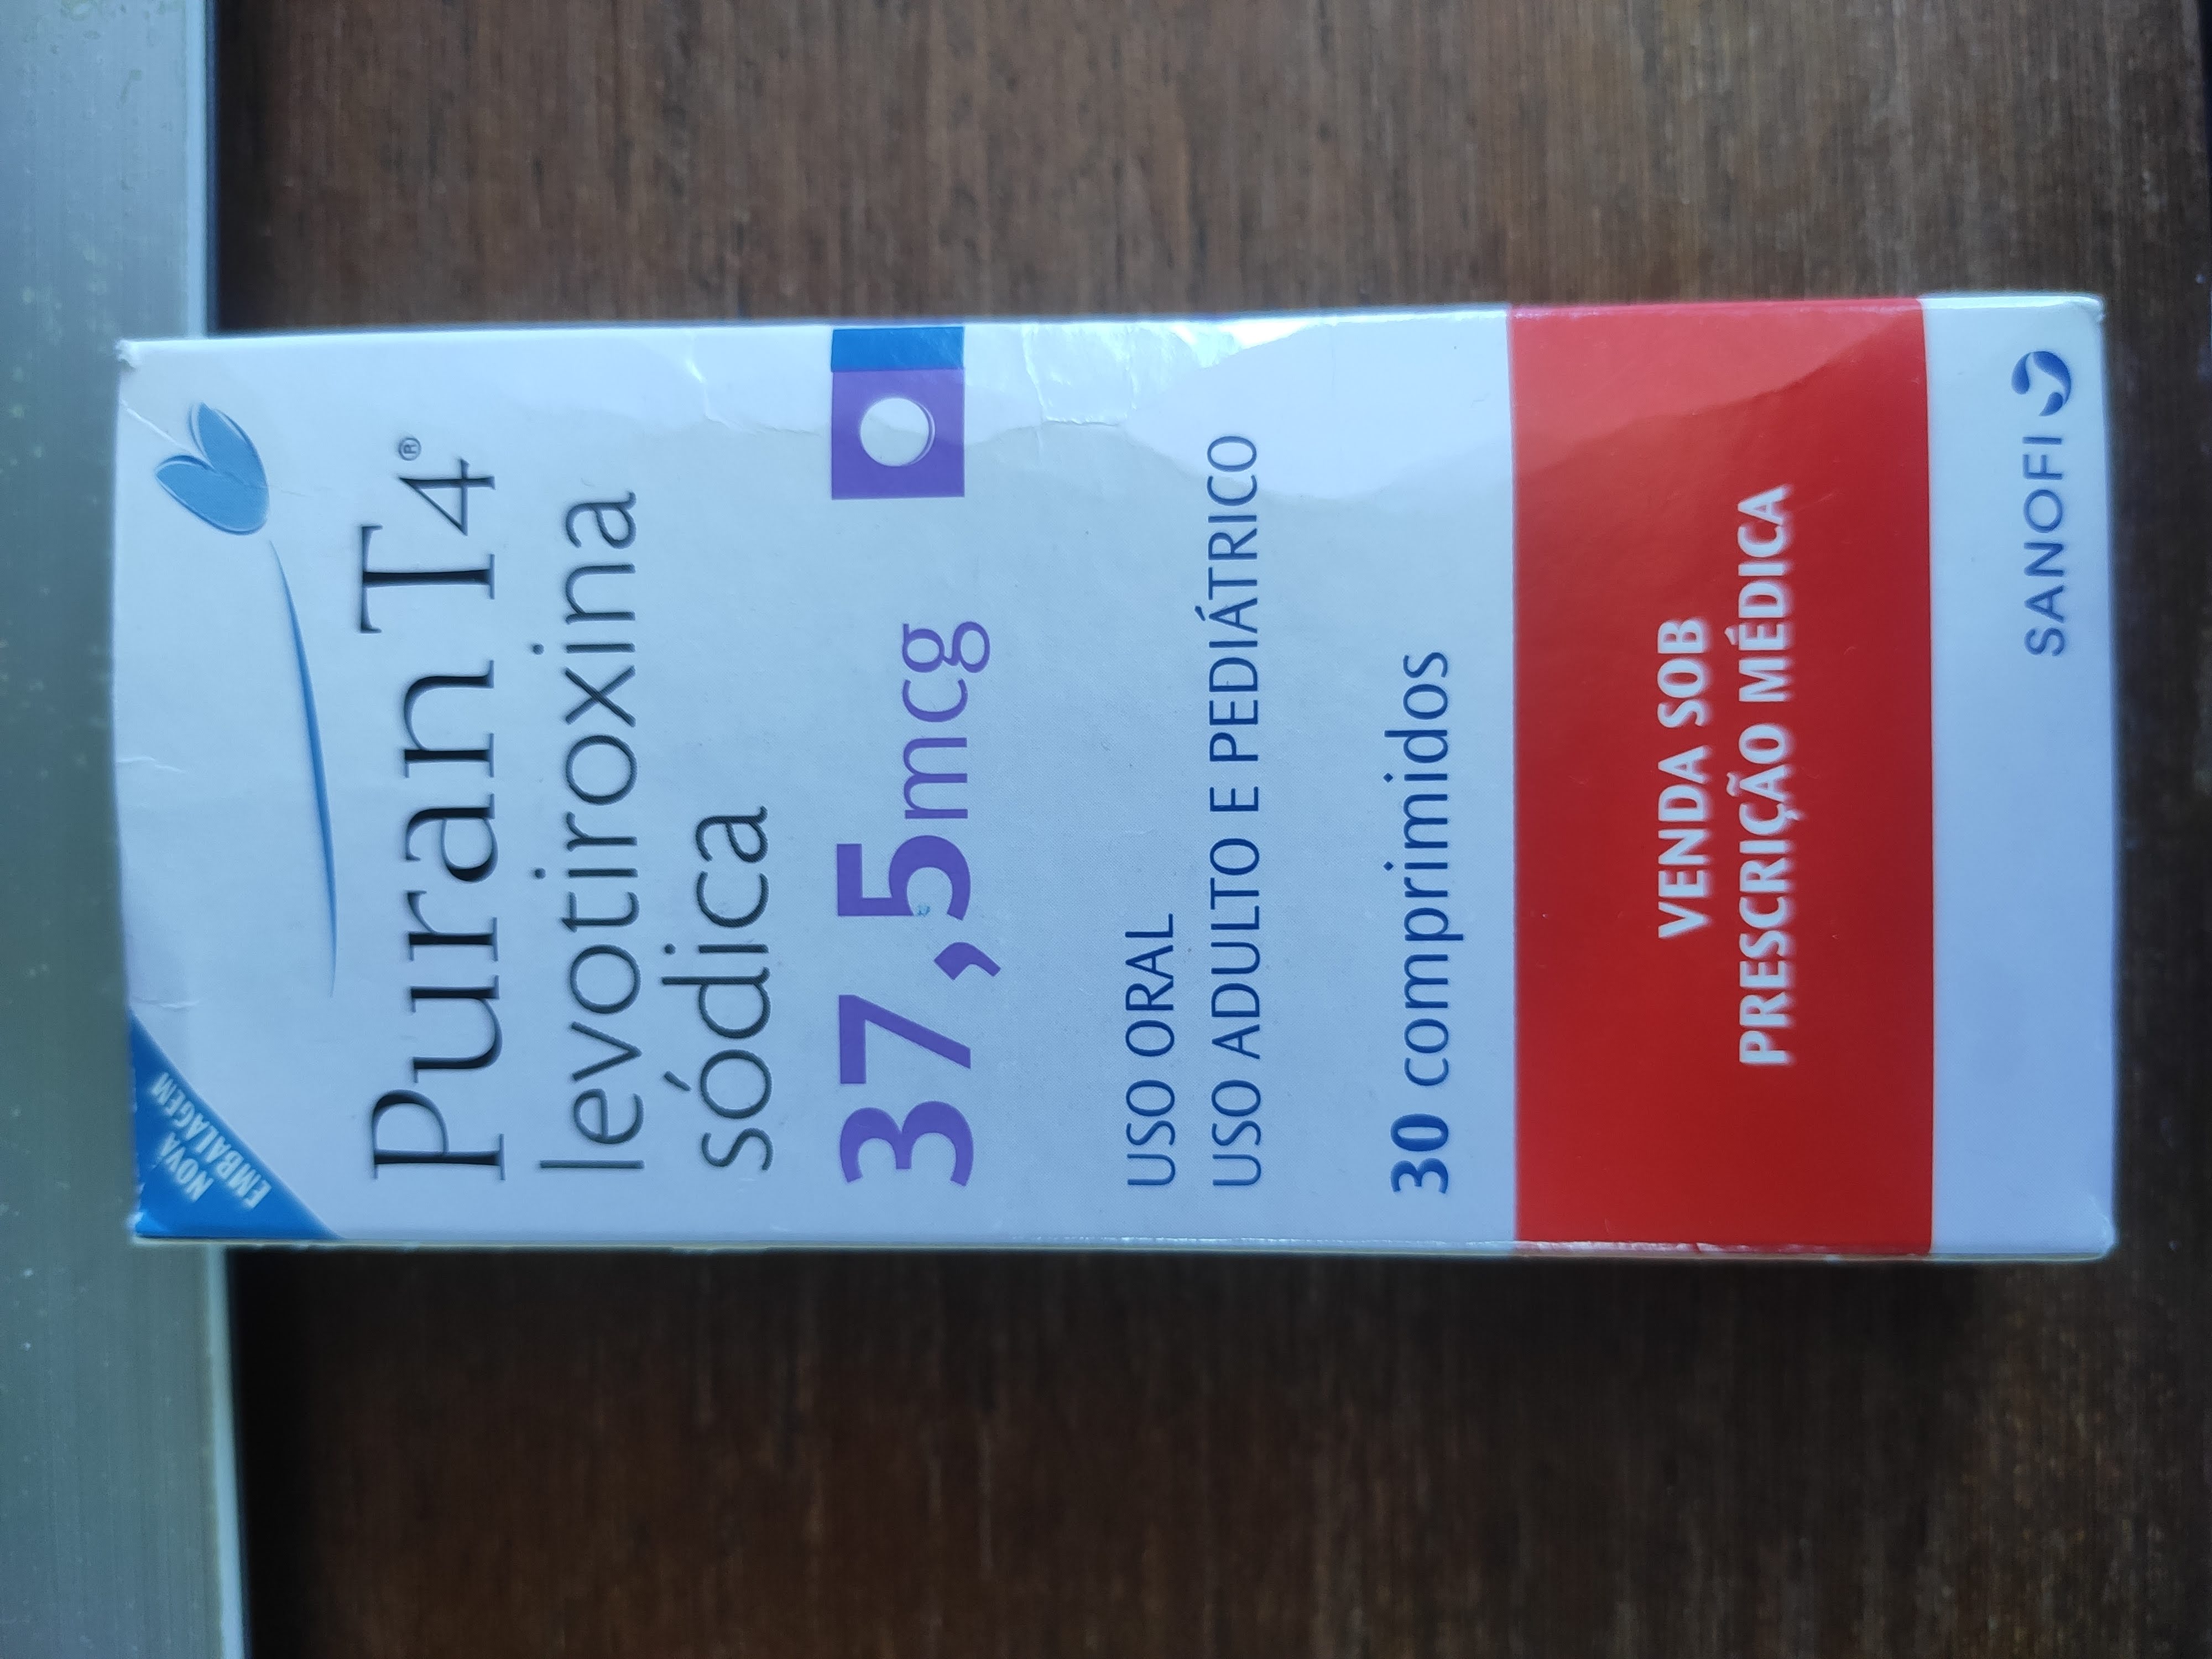 NOVA
EMBALAGEM
Puran T4®
levotiroxina
sódica
37,5mcg
USO ORAL
USO ADULTO E PEDIÁTRICO
30 comprimidos
VENDA SOB
PRESCRIÇÃO MÉDICA
SANOFI